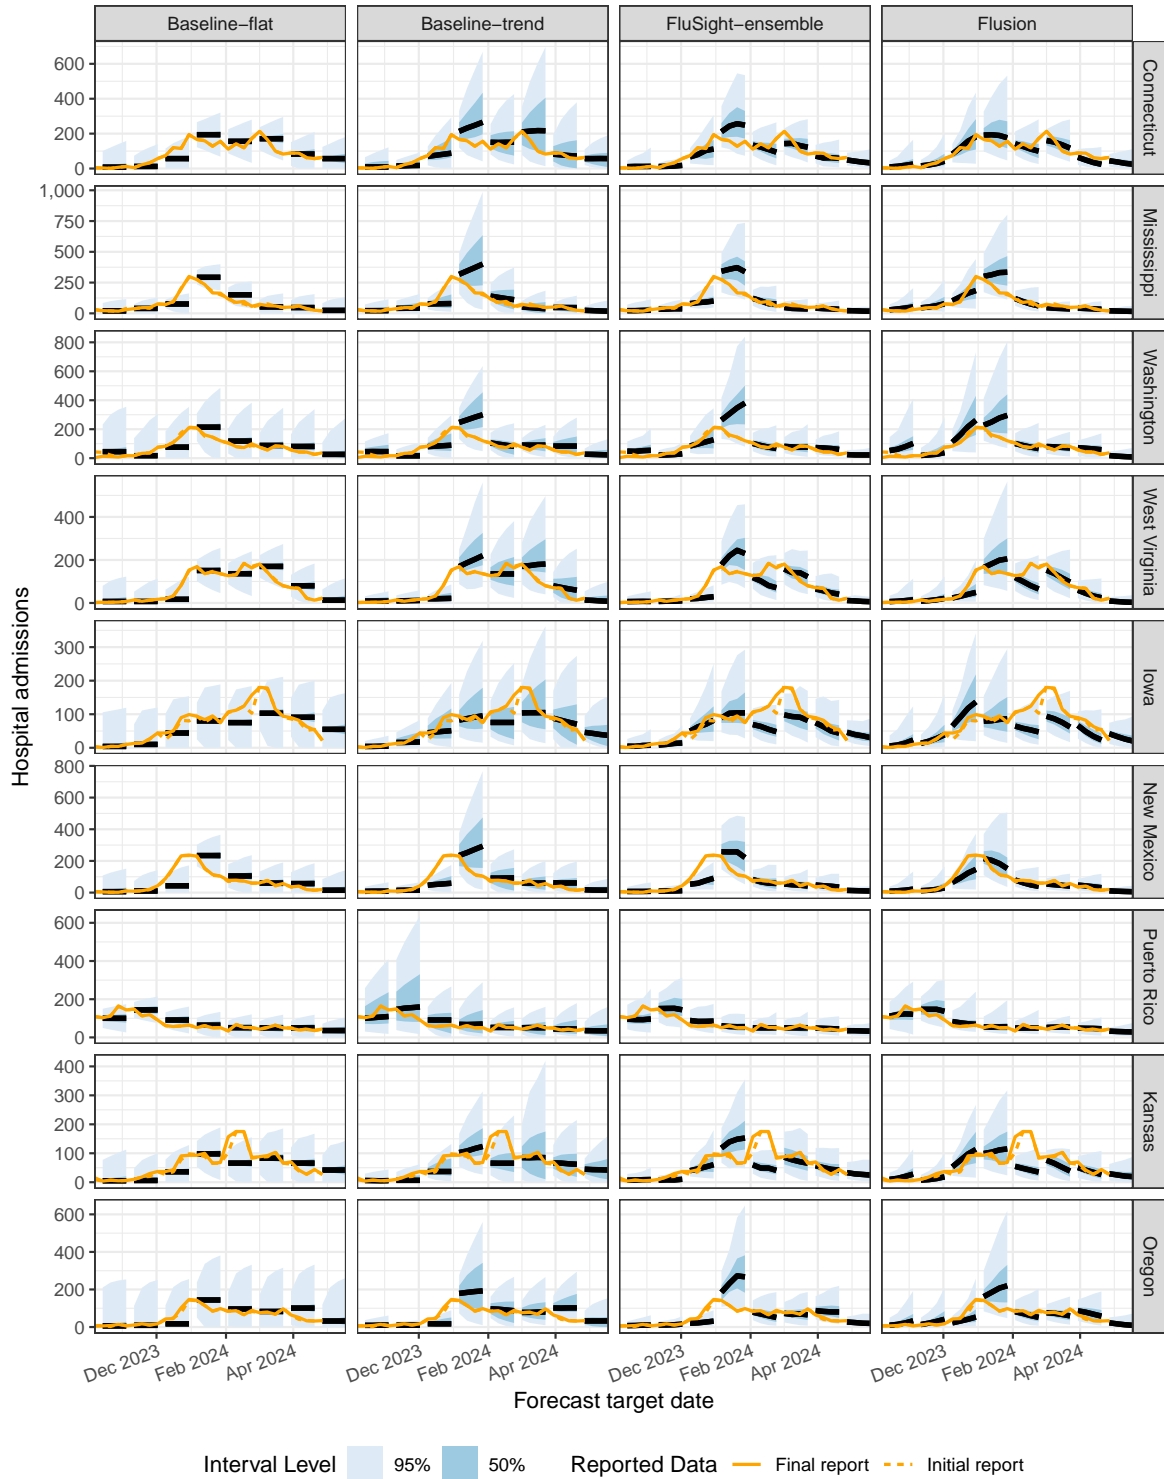 Baseline−flat
Baseline−trend
FluSight−ensemble
Flusion
600
400
200
0
Connecticut
1,000
750
500
250
0
Mississippi
800
600
400
200
0
Washington
400
200
0
West Virginia
300
200
100
0
Iowa
800
600
400
200
0
New Mexico
600
400
200
0
Puerto Rico
400
300
200
100
0
Kansas
600
400
200
0
Oregon
Hospital admissions
Dec 2023
Feb 2024
Apr 2024
Dec 2023
Feb 2024
Apr 2024
Dec 2023
Feb 2024
Apr 2024
Dec 2023
Feb 2024
Apr 2024
Forecast target date
Interval Level 95% 50% Reported Data Final report Initial report